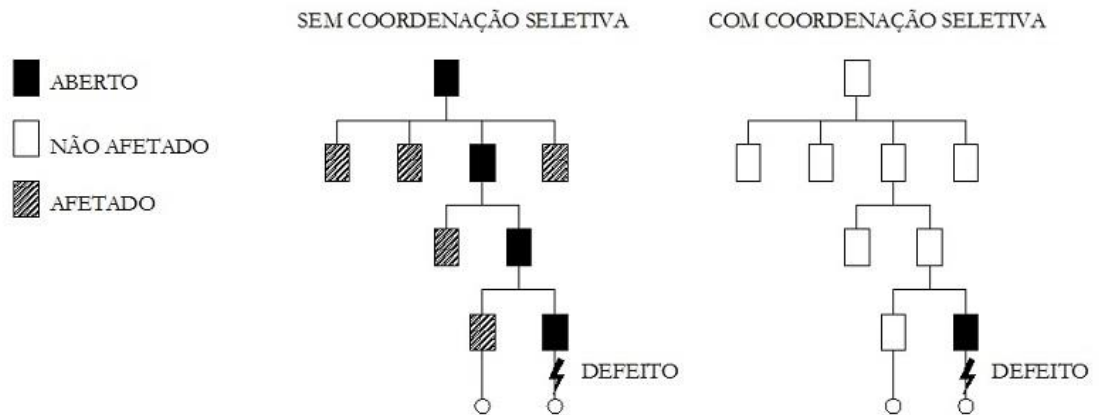 SEM COORDENAÇÃO SELETIVA
COM COORDENAÇÃO SELETIVA
ABERTO
NÃO AFETADO
AFETADO
DEFEITO
DEFEITO